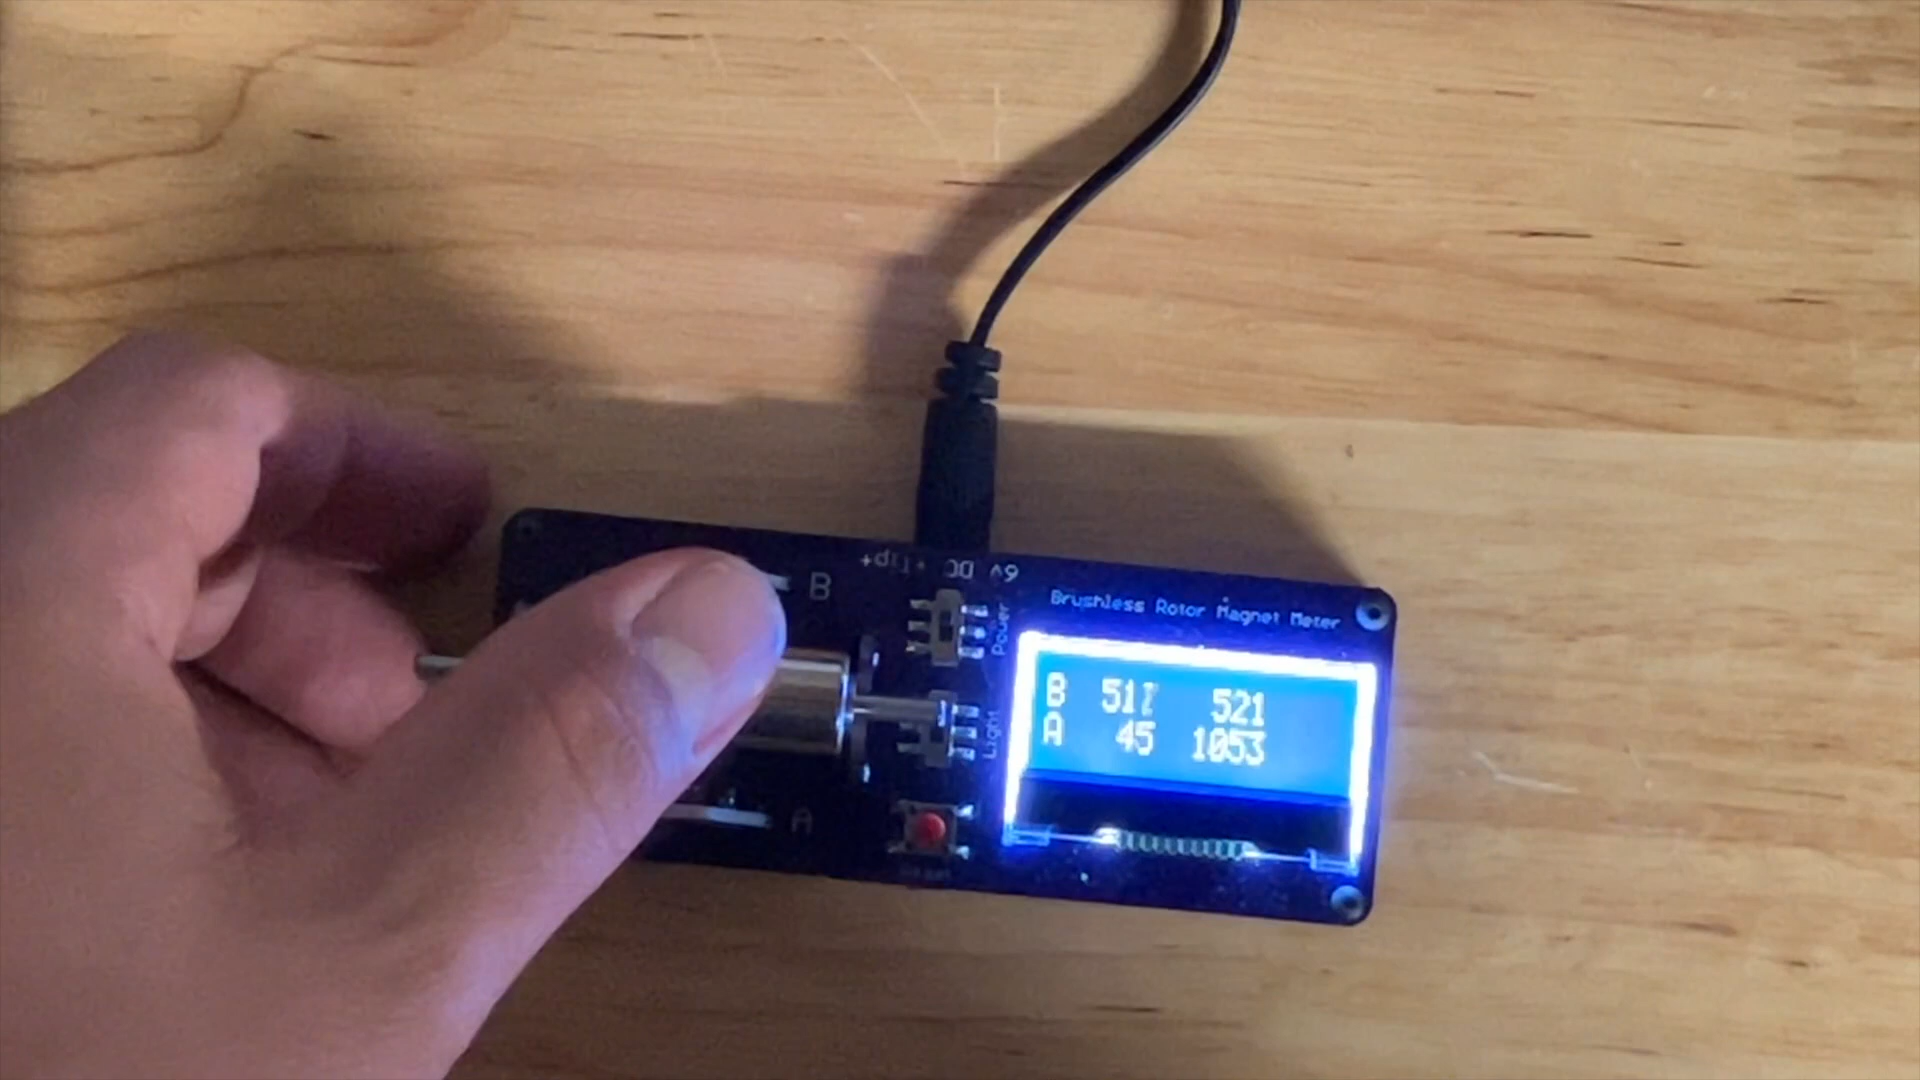 B
6v DC • Tip+
Power
Brushless Rotor Magnet Meter
B 51% 521
A 45 1053
Light
A